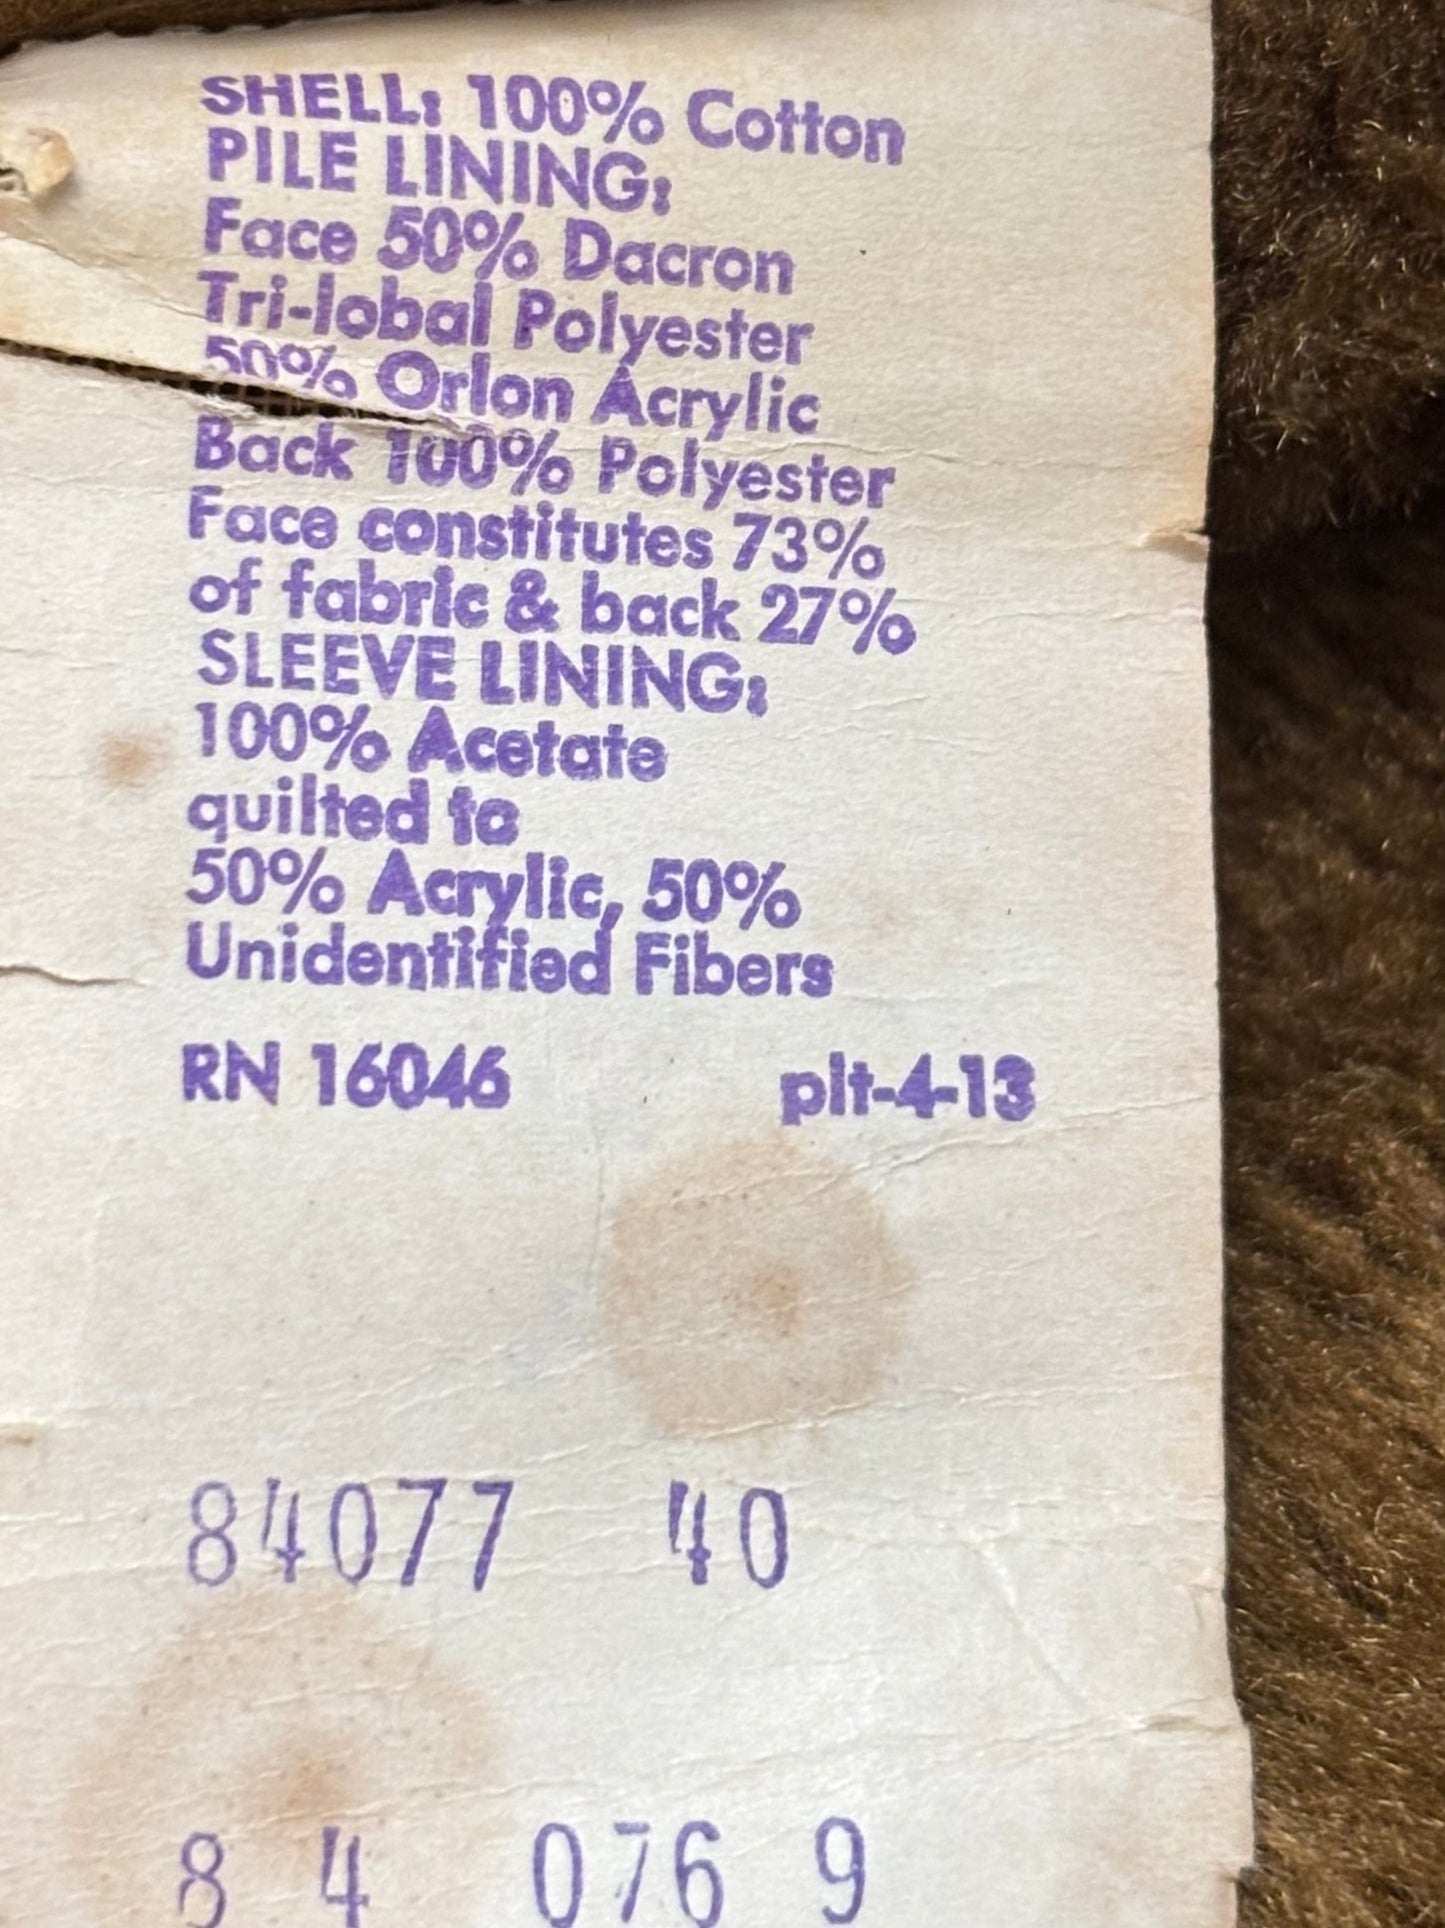 SHELL: 100% Cotton
PILE LINING:
Face 50% Dacron
Tri-lobal Polyester
50% Orlon Acrylic
Back 100% Polyester
Face constitutes 73%
of fabric & back 27%
SLEEVE LINING:
100% Acetate
quilted to
50% Acrylic, 50%
Unidentified Fibers
RN 16046 plt-4-13
84077 40
8 4 076 9